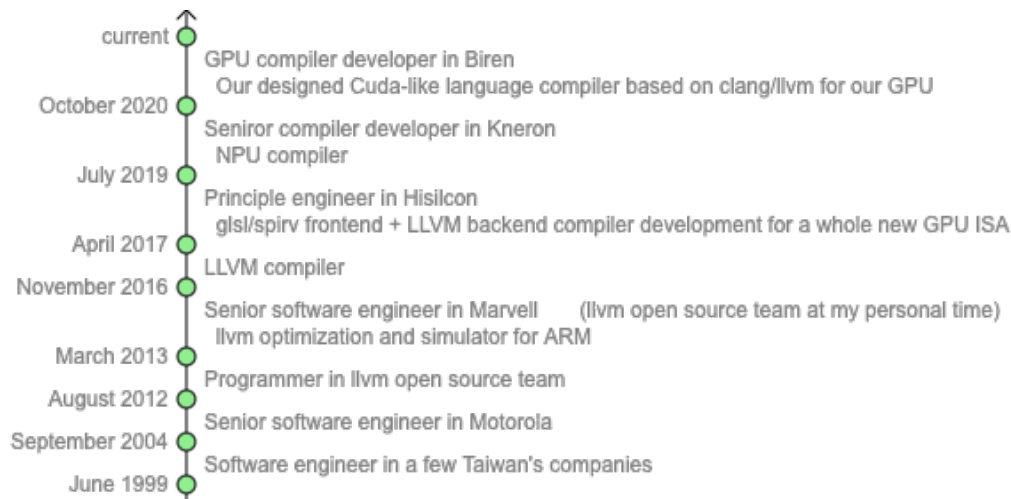 current
GPU compiler developer in Biren
Our designed Cuda-like language compiler based on clang/llvm for our GPU
October 2020
Seniror compiler developer in Kneron
NPU compiler
July 2019
Principle engineer in Hisilcon
glsl/spirv frontend + LLVM backend compiler development for a whole new GPU ISA
April 2017
LLVM compiler
November 2016
Senior software engineer in Marvell (llvm open source team at my personal time)
llvm optimization and simulator for ARM
March 2013
Programmer in llvm open source team
August 2012
Senior software engineer in Motorola
September 2004
Software engineer in a few Taiwan's companies
June 1999